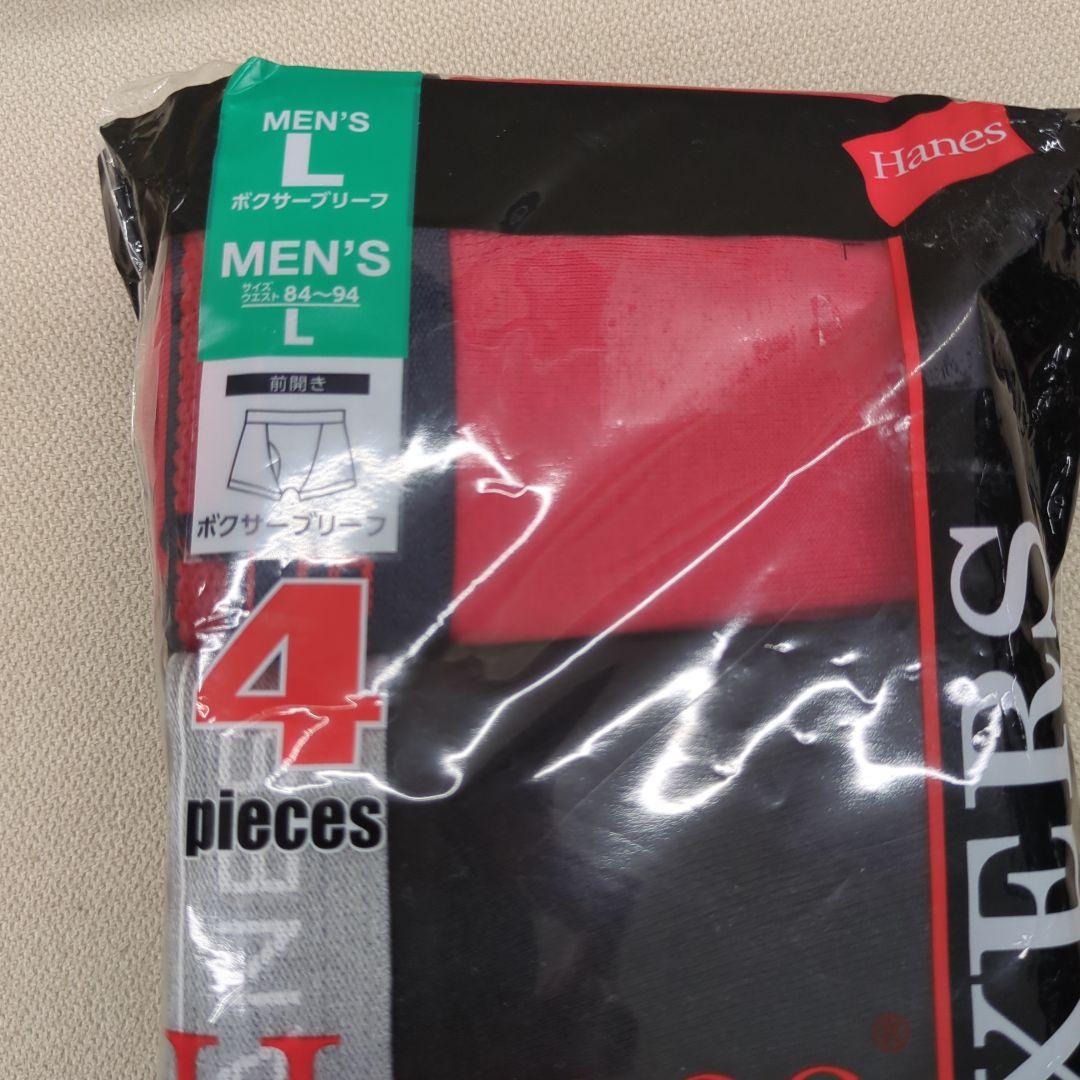 MEN'S
L
ボクサーブリーフ
MEN'S
サイズ
ウエスト 84〜94
L
前開き
ボクサーブリーフ
4
pieces
Hanes
XERS
®